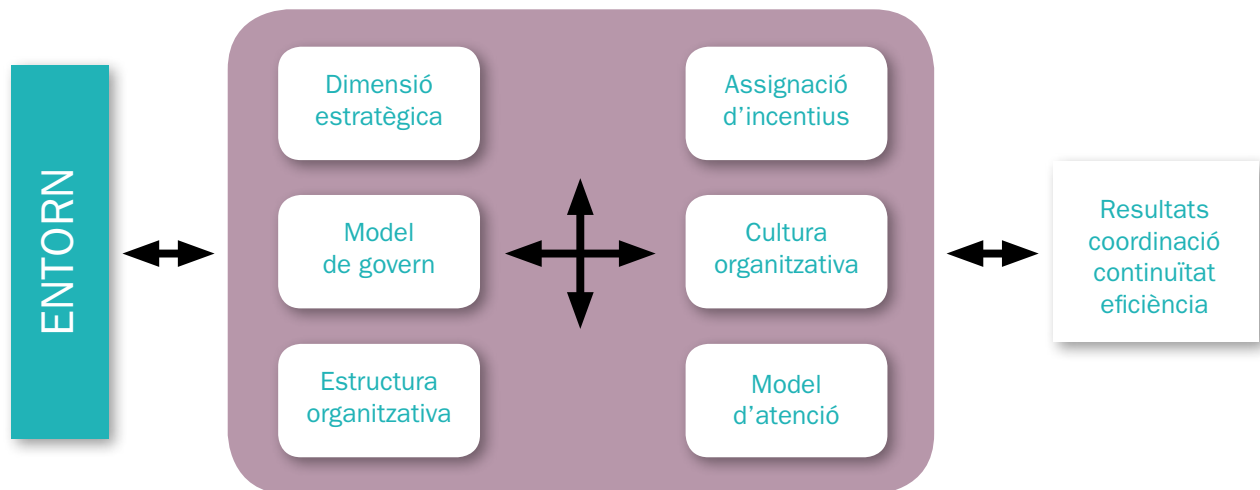 ENTORN
Dimensió
estratègica
Model
de govern
Estructura
organitzativa
Assignació
d’incentius
Cultura
organitzativa
Model
d’atenció
Resultats
coordinació
continuïtat
eficiència